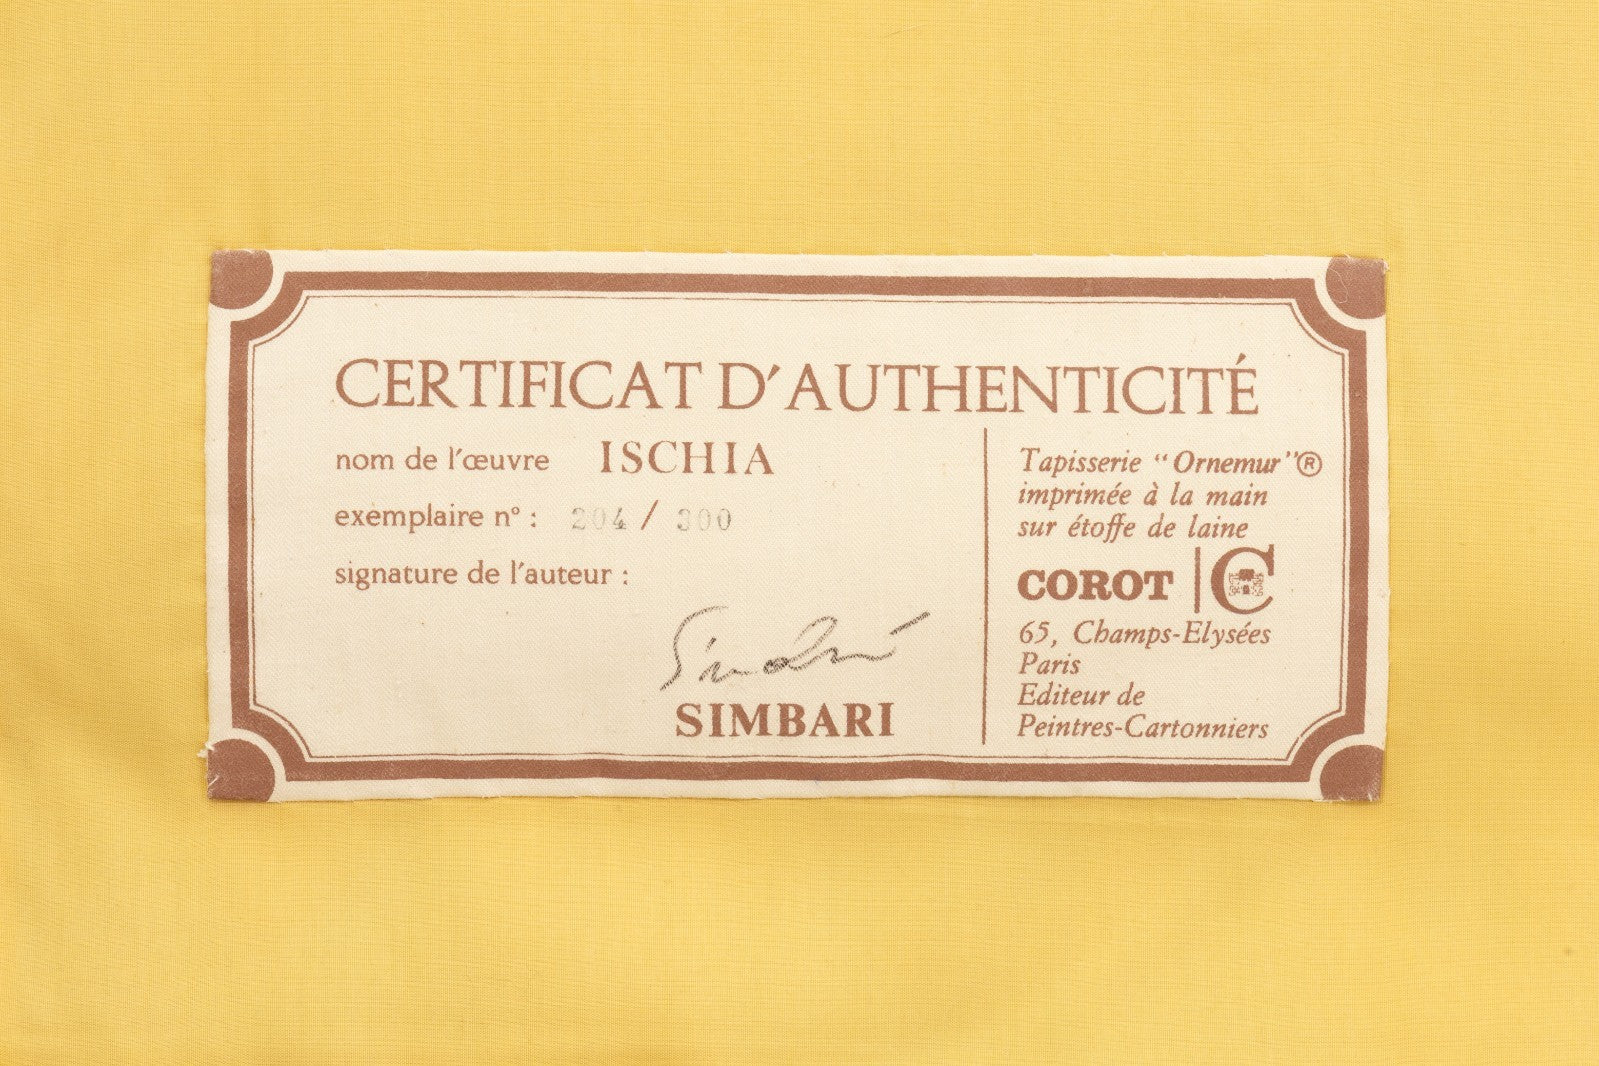 CERTIFICAT D'AUTHENTICITÉ
nom de l'œuvre ISCHIA
exemplaire n° : 204 / 300
signature de l'auteur :
Simbari
SIMBARI
Tapisserie "Ornemur"®
imprimée à la main
sur étoffe de laine
COROT | C
65, Champs-Elysées
Paris
Editeur de
Peintres-Cartonniers